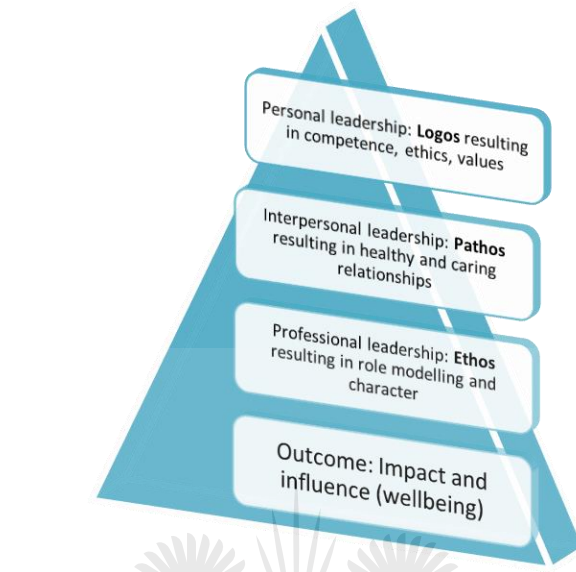 Personal leadership: Logos resulting
in competence, ethics, values
Interpersonal leadership: Pathos
resulting in healthy and caring
relationships
Professional leadership: Ethos
resulting in role modelling and
character
Outcome: Impact and
influence (wellbeing)